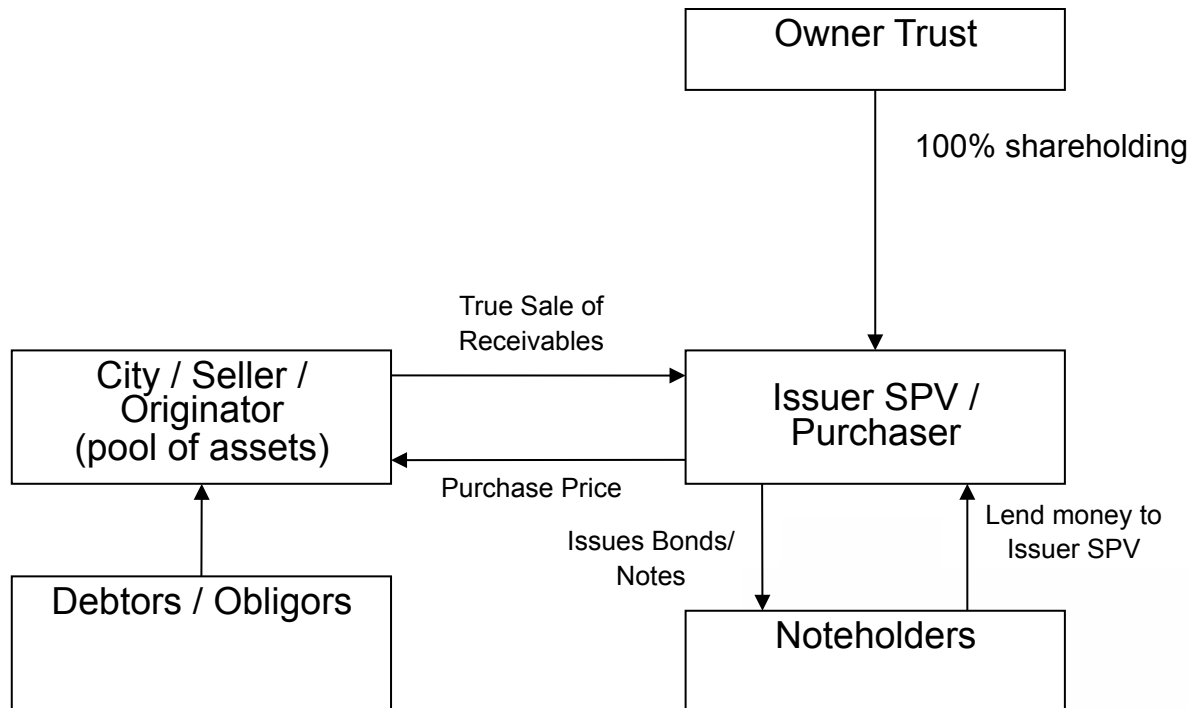 Owner Trust
100% shareholding
True Sale of
Receivables
City / Seller /
Originator
(pool of assets)
Issuer SPV /
Purchaser
Purchase Price
Issues Bonds/
Notes
Lend money to
Issuer SPV
Debtors / Obligors
Noteholders